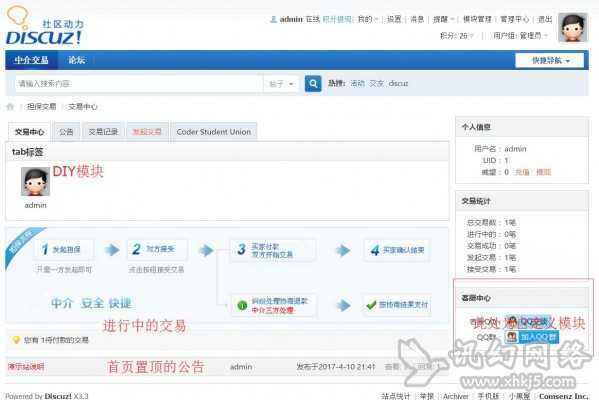 社区动力
DISCUZ!
admin 在线 积分提现| 我的 | 设置 | 消息 | 提醒 | 模块管理 | 管理中心 | 退出
积分: 26 | 用户组: 管理员
中介交易 论坛 快捷导航
请输入搜索内容 帖子 热搜: 活动 交友 discuz
担保交易 › 交易中心
交易中心 公告 交易记录 发起交易 Coder Student Union
tab标签
DIY模块
admin
个人信息
用户名: admin
UID: 1
威望: 0 充值 提现
交易统计
总交易数: 1笔
进行中的: 0笔
交易成功: 0笔
发起交易: 1笔
接受交易: 1笔
1 发起担保
只需一方发起即可
2 对方接受
点击按钮接受交易
3 买家付款
双方开始交易
4 买家确认结束
中介 安全 快捷
纠纷处理协商退款
中介三方处理
按协商结果支付
进行中的交易
您有 1待付款的交易
客服中心
此处为自定义模块
QQ交谈
QQ群: 加入QQ群
演示站说明
首页置顶的公告
admin
发布于2017-4-10 21:41
讯幻网络
www.xhkj5.com
Powered by Discuz! X3.3
站点统计 | 举报 | Archiver | 手机版 | 小黑屋 | Comsenz Inc.